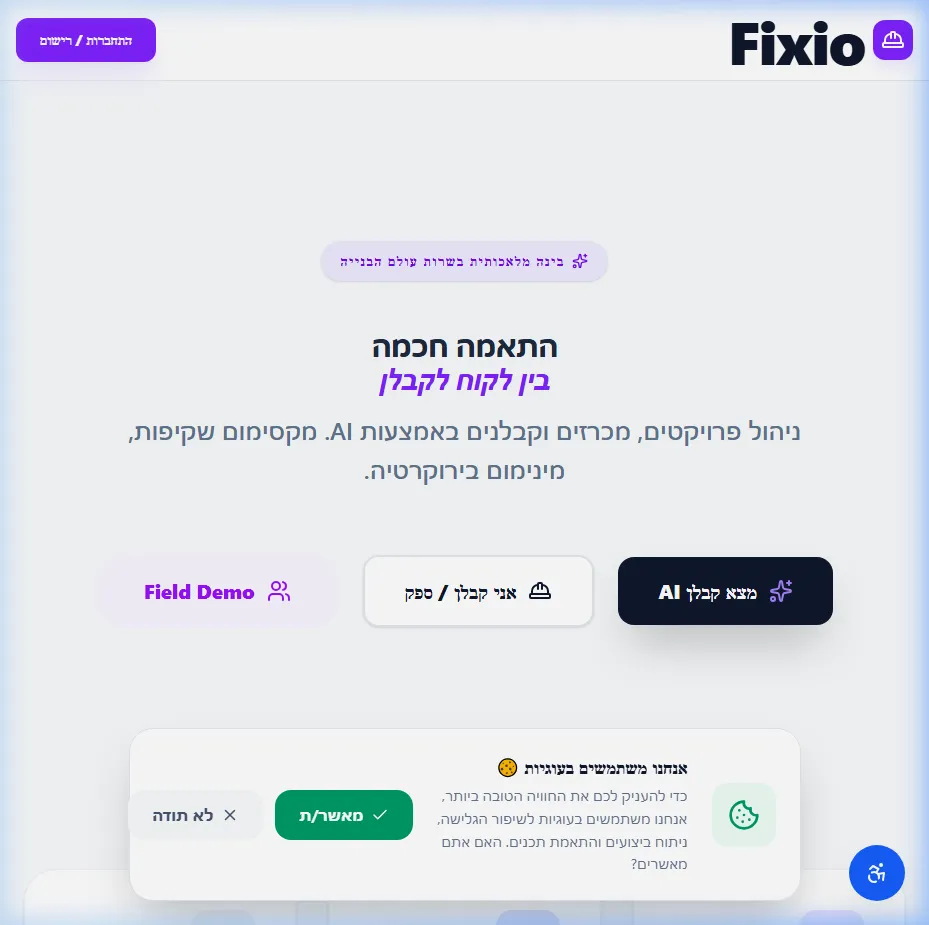 Fixio
התחברות / רישום
בינה מלאכותית בשרות עולם הבנייה
התאמה חכמה
בין לקוח לקבלן
ניהול פרויקטים, מכרזים וקבלנים באמצעות AI. מקסימום שקיפות,
מינימום בירוקרטיה.
מצא קבלן AI
אני קבלן / ספק
Field Demo
אנחנו משתמשים בעוגיות 🍪
כדי להעניק לכם את החוויה הטובה ביותר,
אנחנו משתמשים בעוגיות לשיפור הגלישה,
ניתוח ביצועים והתאמת תכנים. האם אתם
מאשרים?
מאשר/ת
לא תודה